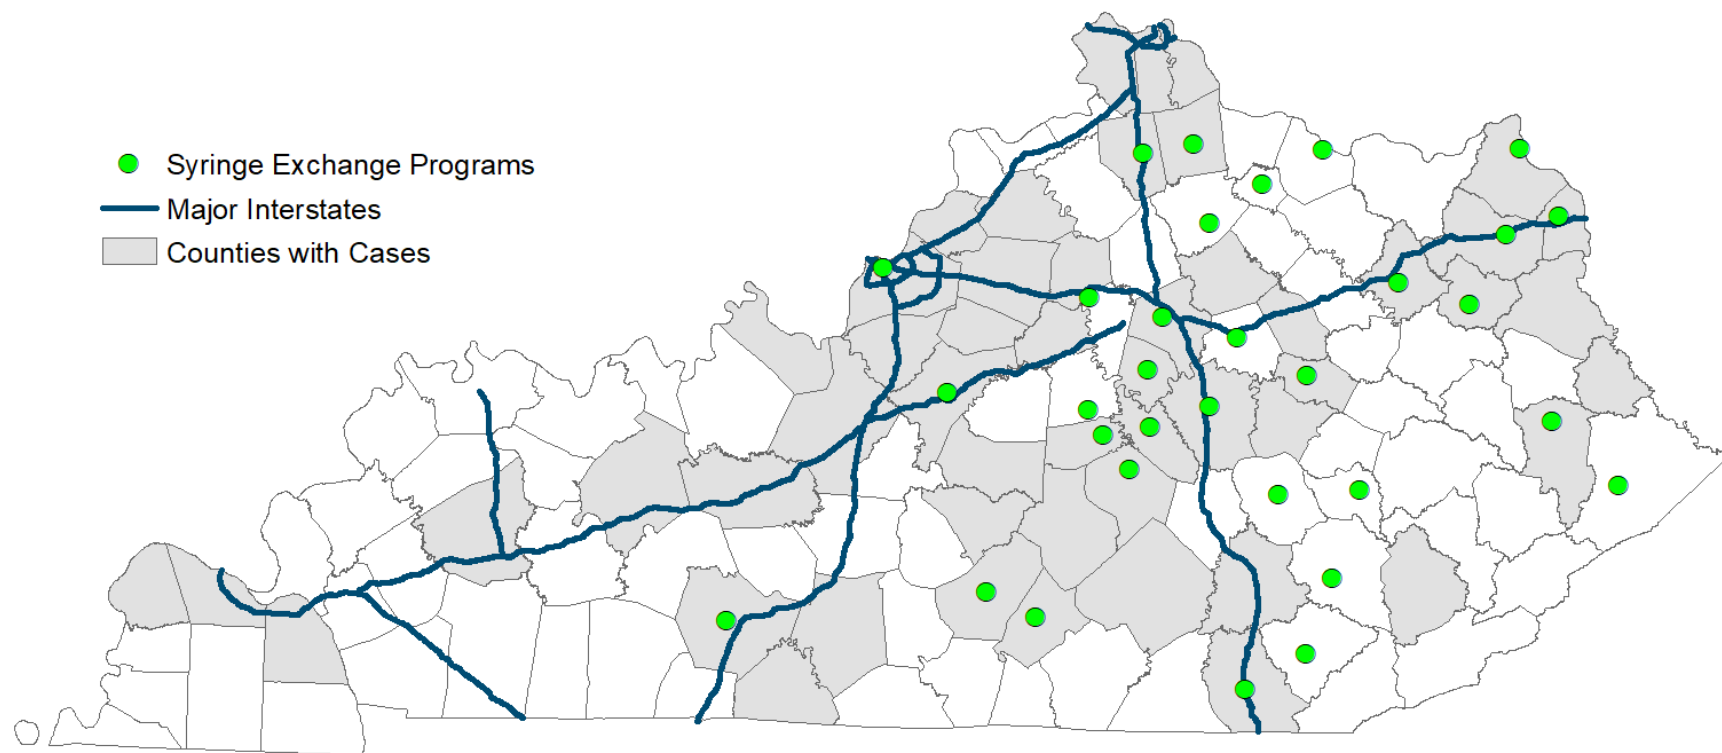 Syringe Exchange Programs
Major Interstates
Counties with Cases